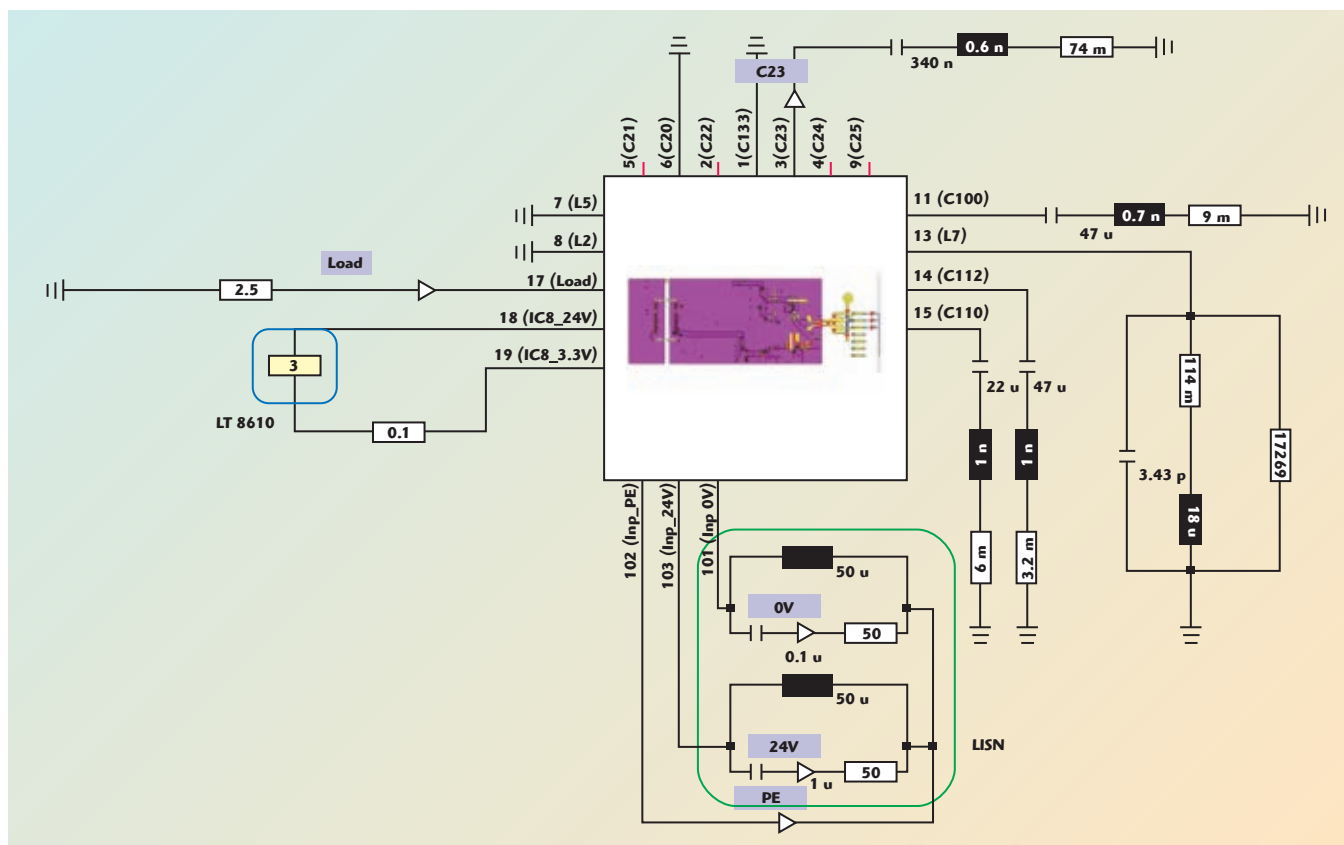 0.6 n
74 m
340 n
C23
5(C21)
6(C20)
2(C22)
1(C133)
3(C23)
4(C24)
9(C25)
7 (L5)
8 (L2)
Load
2.5
17 (Load)
18 (IC8_24V)
3
19 (IC8_3.3V)
LT 8610
0.1
11 (C100)
0.7 n
9 m
47 u
13 (L7)
14 (C112)
15 (C110)
22 u
47 u
1 n
1 n
6 m
3.2 m
114 m
17269
3.43 p
18 u
102 (Inp_PE)
103 (Inp_24V)
101 (Inp 0V)
50 u
0V
50
0.1 u
50 u
24V
50
1 u
LISN
PE